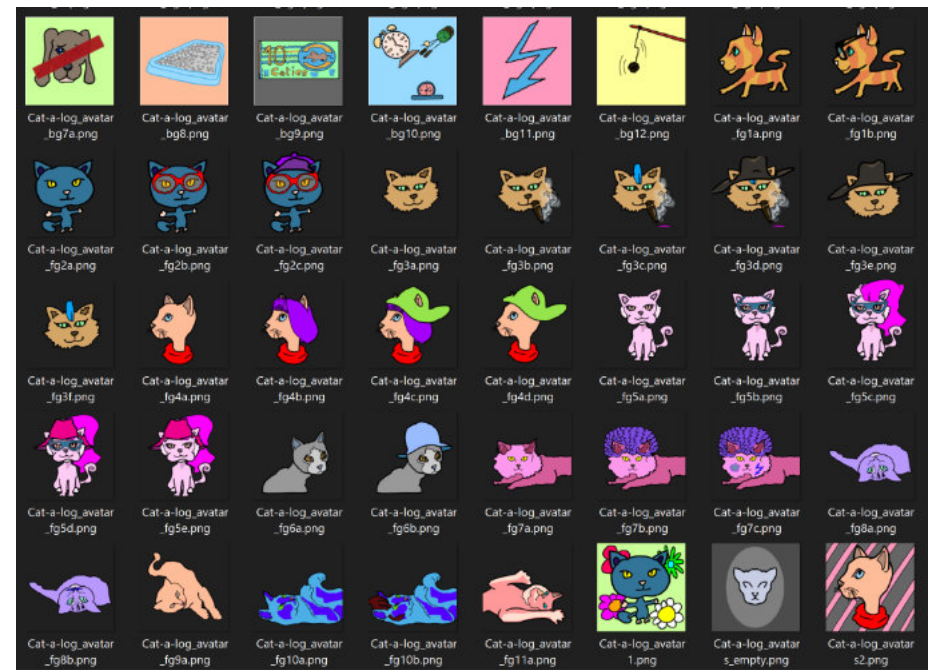 10
Catios
Cat-a-log_avatar
_bg7a.png
Cat-a-log_avatar
_bg8.png
Cat-a-log_avatar
_bg9.png
Cat-a-log_avatar
_bg10.png
Cat-a-log_avatar
_bg11.png
Cat-a-log_avatar
_bg12.png
Cat-a-log_avatar
_fg1a.png
Cat-a-log_avatar
_fg1b.png
Cat-a-log_avatar
_fg2a.png
Cat-a-log_avatar
_fg2b.png
Cat-a-log_avatar
_fg2c.png
Cat-a-log_avatar
_fg3a.png
Cat-a-log_avatar
_fg3b.png
Cat-a-log_avatar
_fg3c.png
Cat-a-log_avatar
_fg3d.png
Cat-a-log_avatar
_fg3e.png
Cat-a-log_avatar
_fg3f.png
Cat-a-log_avatar
_fg4a.png
Cat-a-log_avatar
_fg4b.png
Cat-a-log_avatar
_fg4c.png
Cat-a-log_avatar
_fg4d.png
Cat-a-log_avatar
_fg5a.png
Cat-a-log_avatar
_fg5b.png
Cat-a-log_avatar
_fg5c.png
Cat-a-log_avatar
_fg5d.png
Cat-a-log_avatar
_fg5e.png
Cat-a-log_avatar
_fg6a.png
Cat-a-log_avatar
_fg6b.png
Cat-a-log_avatar
_fg7a.png
Cat-a-log_avatar
_fg7b.png
Cat-a-log_avatar
_fg7c.png
Cat-a-log_avatar
_fg8a.png
Cat-a-log_avatar
_fg8b.png
Cat-a-log_avatar
_fg9a.png
Cat-a-log_avatar
_fg10a.png
Cat-a-log_avatar
_fg10b.png
Cat-a-log_avatar
_fg11a.png
Cat-a-log_avatar
1.png
Cat-a-log_avatar
s_empty.png
Cat-a-log_avatar
s2.png